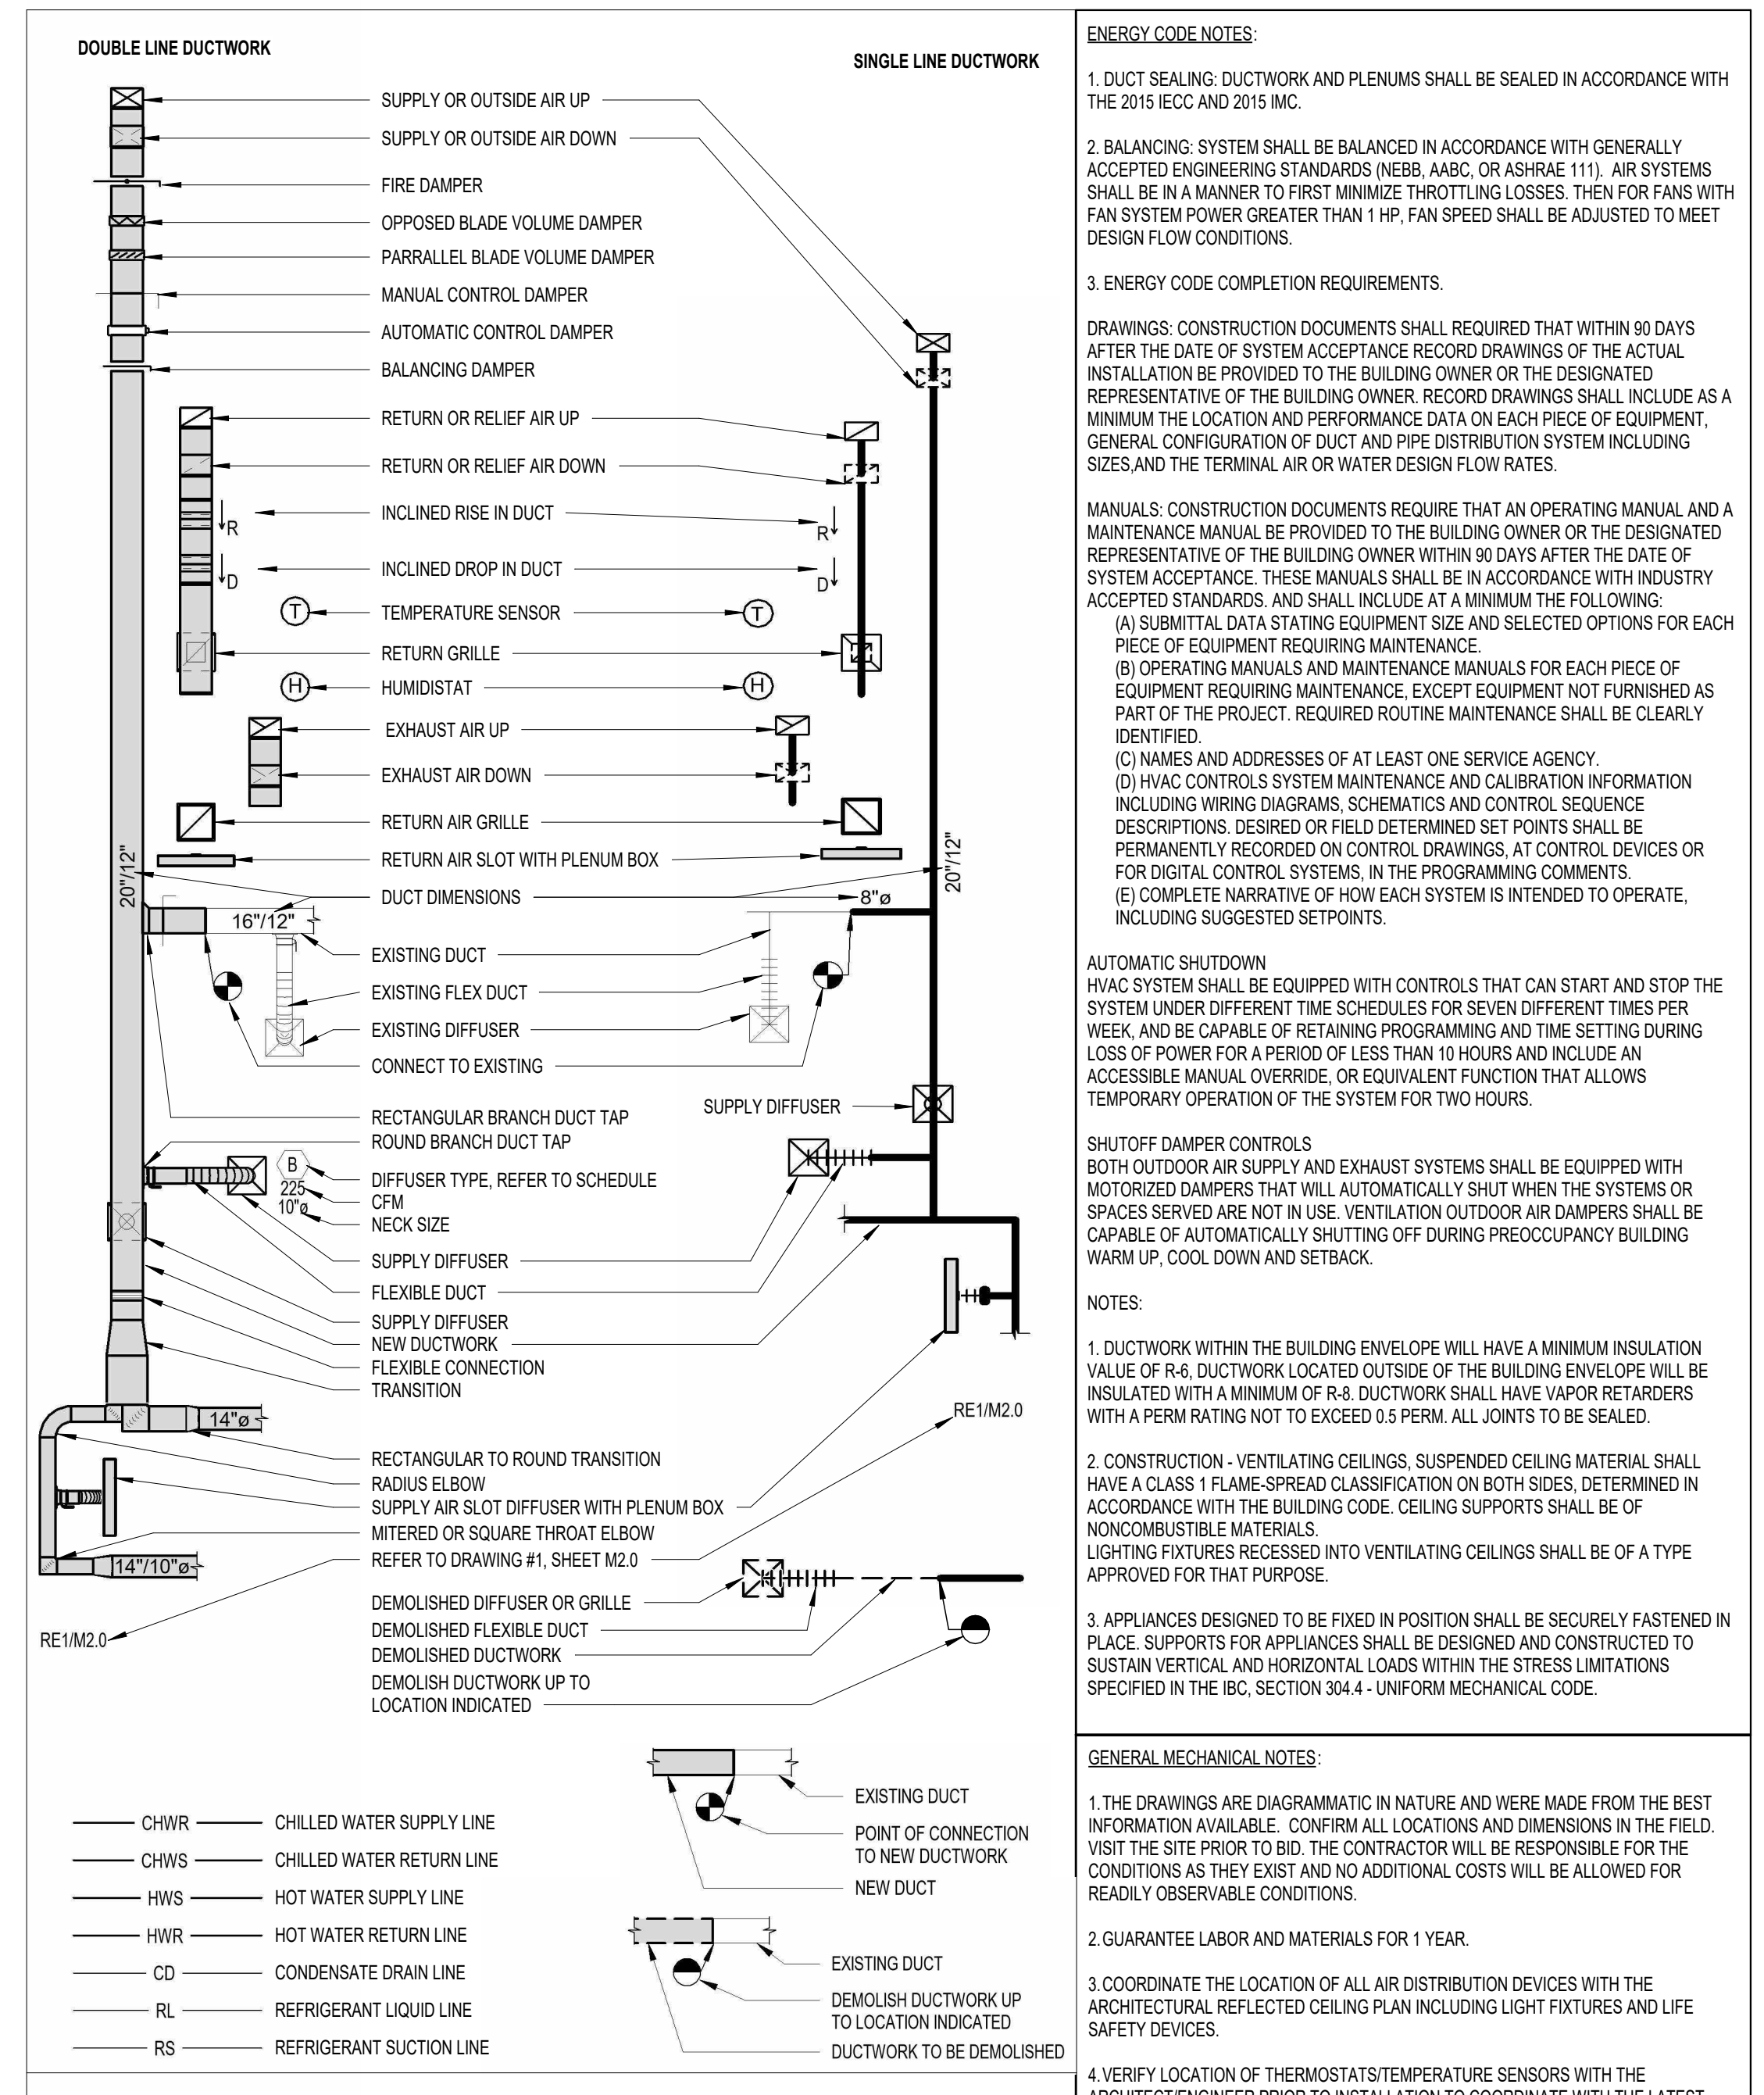 DOUBLE LINE DUCTWORK
SINGLE LINE DUCTWORK
SUPPLY OR OUTSIDE AIR UP
SUPPLY OR OUTSIDE AIR DOWN
FIRE DAMPER
OPPOSED BLADE VOLUME DAMPER
PARRALLEL BLADE VOLUME DAMPER
MANUAL CONTROL DAMPER
AUTOMATIC CONTROL DAMPER
BALANCING DAMPER
RETURN OR RELIEF AIR UP
RETURN OR RELIEF AIR DOWN
R
INCLINED RISE IN DUCT
R
D
INCLINED DROP IN DUCT
D
T
TEMPERATURE SENSOR
T
RETURN GRILLE
H
HUMIDISTAT
H
EXHAUST AIR UP
EXHAUST AIR DOWN
RETURN AIR GRILLE
RETURN AIR SLOT WITH PLENUM BOX
20"/12"
20"/12"
DUCT DIMENSIONS
8"ø
16"/12"
EXISTING DUCT
EXISTING FLEX DUCT
EXISTING DIFFUSER
CONNECT TO EXISTING
RECTANGULAR BRANCH DUCT TAP
SUPPLY DIFFUSER
ROUND BRANCH DUCT TAP
B
DIFFUSER TYPE, REFER TO SCHEDULE
225
CFM
10"ø
NECK SIZE
SUPPLY DIFFUSER
FLEXIBLE DUCT
SUPPLY DIFFUSER
NEW DUCTWORK
FLEXIBLE CONNECTION
TRANSITION
14"ø
RE1/M2.0
RECTANGULAR TO ROUND TRANSITION
RADIUS ELBOW
SUPPLY AIR SLOT DIFFUSER WITH PLENUM BOX
MITERED OR SQUARE THROAT ELBOW
REFER TO DRAWING #1, SHEET M2.0
14"/10"ø
DEMOLISHED DIFFUSER OR GRILLE
DEMOLISHED FLEXIBLE DUCT
RE1/M2.0
DEMOLISHED DUCTWORK
DEMOLISH DUCTWORK UP TO
LOCATION INDICATED
EXISTING DUCT
POINT OF CONNECTION
TO NEW DUCTWORK
NEW DUCT
EXISTING DUCT
DEMOLISH DUCTWORK UP
TO LOCATION INDICATED
DUCTWORK TO BE DEMOLISHED
CHWR CHILLED WATER SUPPLY LINE
CHWS CHILLED WATER RETURN LINE
HWS HOT WATER SUPPLY LINE
HWR HOT WATER RETURN LINE
CD CONDENSATE DRAIN LINE
RL REFRIGERANT LIQUID LINE
RS REFRIGERANT SUCTION LINE
ENERGY CODE NOTES:
1. DUCT SEALING: DUCTWORK AND PLENUMS SHALL BE SEALED IN ACCORDANCE WITH
THE 2015 IECC AND 2015 IMC.
2. BALANCING: SYSTEM SHALL BE BALANCED IN ACCORDANCE WITH GENERALLY
ACCEPTED ENGINEERING STANDARDS (NEBB, AABC, OR ASHRAE 111). AIR SYSTEMS
SHALL BE IN A MANNER TO FIRST MINIMIZE THROTTLING LOSSES. THEN FOR FANS WITH
FAN SYSTEM POWER GREATER THAN 1 HP, FAN SPEED SHALL BE ADJUSTED TO MEET
DESIGN FLOW CONDITIONS.
3. ENERGY CODE COMPLETION REQUIREMENTS.
DRAWINGS: CONSTRUCTION DOCUMENTS SHALL REQUIRED THAT WITHIN 90 DAYS
AFTER THE DATE OF SYSTEM ACCEPTANCE RECORD DRAWINGS OF THE ACTUAL
INSTALLATION BE PROVIDED TO THE BUILDING OWNER OR THE DESIGNATED
REPRESENTATIVE OF THE BUILDING OWNER. RECORD DRAWINGS SHALL INCLUDE AS A
MINIMUM THE LOCATION AND PERFORMANCE DATA ON EACH PIECE OF EQUIPMENT,
GENERAL CONFIGURATION OF DUCT AND PIPE DISTRIBUTION SYSTEM INCLUDING
SIZES,AND THE TERMINAL AIR OR WATER DESIGN FLOW RATES.
MANUALS: CONSTRUCTION DOCUMENTS REQUIRE THAT AN OPERATING MANUAL AND A
MAINTENANCE MANUAL BE PROVIDED TO THE BUILDING OWNER OR THE DESIGNATED
REPRESENTATIVE OF THE BUILDING OWNER WITHIN 90 DAYS AFTER THE DATE OF
SYSTEM ACCEPTANCE. THESE MANUALS SHALL BE IN ACCORDANCE WITH INDUSTRY
ACCEPTED STANDARDS. AND SHALL INCLUDE AT A MINIMUM THE FOLLOWING:
(A) SUBMITTAL DATA STATING EQUIPMENT SIZE AND SELECTED OPTIONS FOR EACH
PIECE OF EQUIPMENT REQUIRING MAINTENANCE.
(B) OPERATING MANUALS AND MAINTENANCE MANUALS FOR EACH PIECE OF
EQUIPMENT REQUIRING MAINTENANCE, EXCEPT EQUIPMENT NOT FURNISHED AS
PART OF THE PROJECT. REQUIRED ROUTINE MAINTENANCE SHALL BE CLEARLY
IDENTIFIED.
(C) NAMES AND ADDRESSES OF AT LEAST ONE SERVICE AGENCY.
(D) HVAC CONTROLS SYSTEM MAINTENANCE AND CALIBRATION INFORMATION
INCLUDING WIRING DIAGRAMS, SCHEMATICS AND CONTROL SEQUENCE
DESCRIPTIONS. DESIRED OR FIELD DETERMINED SET POINTS SHALL BE
PERMANENTLY RECORDED ON CONTROL DRAWINGS, AT CONTROL DEVICES OR
FOR DIGITAL CONTROL SYSTEMS, IN THE PROGRAMMING COMMENTS.
(E) COMPLETE NARRATIVE OF HOW EACH SYSTEM IS INTENDED TO OPERATE,
INCLUDING SUGGESTED SETPOINTS.
AUTOMATIC SHUTDOWN
HVAC SYSTEM SHALL BE EQUIPPED WITH CONTROLS THAT CAN START AND STOP THE
SYSTEM UNDER DIFFERENT TIME SCHEDULES FOR SEVEN DIFFERENT TIMES PER
WEEK, AND BE CAPABLE OF RETAINING PROGRAMMING AND TIME SETTING DURING
LOSS OF POWER FOR A PERIOD OF LESS THAN 10 HOURS AND INCLUDE AN
ACCESSIBLE MANUAL OVERRIDE, OR EQUIVALENT FUNCTION THAT ALLOWS
TEMPORARY OPERATION OF THE SYSTEM FOR TWO HOURS.
SHUTOFF DAMPER CONTROLS
BOTH OUTDOOR AIR SUPPLY AND EXHAUST SYSTEMS SHALL BE EQUIPPED WITH
MOTORIZED DAMPERS THAT WILL AUTOMATICALLY SHUT WHEN THE SYSTEMS OR
SPACES SERVED ARE NOT IN USE. VENTILATION OUTDOOR AIR DAMPERS SHALL BE
CAPABLE OF AUTOMATICALLY SHUTTING OFF DURING PREOCCUPANCY BUILDING
WARM UP, COOL DOWN AND SETBACK.
NOTES:
1. DUCTWORK WITHIN THE BUILDING ENVELOPE WILL HAVE A MINIMUM INSULATION
VALUE OF R-6, DUCTWORK LOCATED OUTSIDE OF THE BUILDING ENVELOPE WILL BE
INSULATED WITH A MINIMUM OF R-8. DUCTWORK SHALL HAVE VAPOR RETARDERS
WITH A PERM RATING NOT TO EXCEED 0.5 PERM. ALL JOINTS TO BE SEALED.
2. CONSTRUCTION - VENTILATING CEILINGS, SUSPENDED CEILING MATERIAL SHALL
HAVE A CLASS 1 FLAME-SPREAD CLASSIFICATION ON BOTH SIDES, DETERMINED IN
ACCORDANCE WITH THE BUILDING CODE. CEILING SUPPORTS SHALL BE OF
NONCOMBUSTIBLE MATERIALS.
LIGHTING FIXTURES RECESSED INTO VENTILATING CEILINGS SHALL BE OF A TYPE
APPROVED FOR THAT PURPOSE.
3. APPLIANCES DESIGNED TO BE FIXED IN POSITION SHALL BE SECURELY FASTENED IN
PLACE. SUPPORTS FOR APPLIANCES SHALL BE DESIGNED AND CONSTRUCTED TO
SUSTAIN VERTICAL AND HORIZONTAL LOADS WITHIN THE STRESS LIMITATIONS
SPECIFIED IN THE IBC, SECTION 304.4 - UNIFORM MECHANICAL CODE.
GENERAL MECHANICAL NOTES:
1.THE DRAWINGS ARE DIAGRAMMATIC IN NATURE AND WERE MADE FROM THE BEST
INFORMATION AVAILABLE. CONFIRM ALL LOCATIONS AND DIMENSIONS IN THE FIELD.
VISIT THE SITE PRIOR TO BID. THE CONTRACTOR WILL BE RESPONSIBLE FOR THE
CONDITIONS AS THEY EXIST AND NO ADDITIONAL COSTS WILL BE ALLOWED FOR
READILY OBSERVABLE CONDITIONS.
2.GUARANTEE LABOR AND MATERIALS FOR 1 YEAR.
3.COORDINATE THE LOCATION OF ALL AIR DISTRIBUTION DEVICES WITH THE
ARCHITECTURAL REFLECTED CEILING PLAN INCLUDING LIGHT FIXTURES AND LIFE
SAFETY DEVICES.
4.VERIFY LOCATION OF THERMOSTATS/TEMPERATURE SENSORS WITH THE
ARCHITECT/ENGINEER PRIOR TO INSTALLATION TO COORDINATE WITH THE LATEST